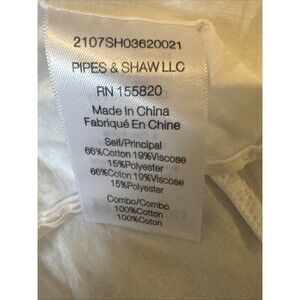 2107SH03620021
PIPES & SHAW LLC
RN 155820
Made In China
Fabriqué En Chine
Self/Principal
66%Cotton 19%Viscose
15%Polyester
66%Coton 19%Viscose
15%Polyester
Combo/Combo
100%Cotton
100%Coton